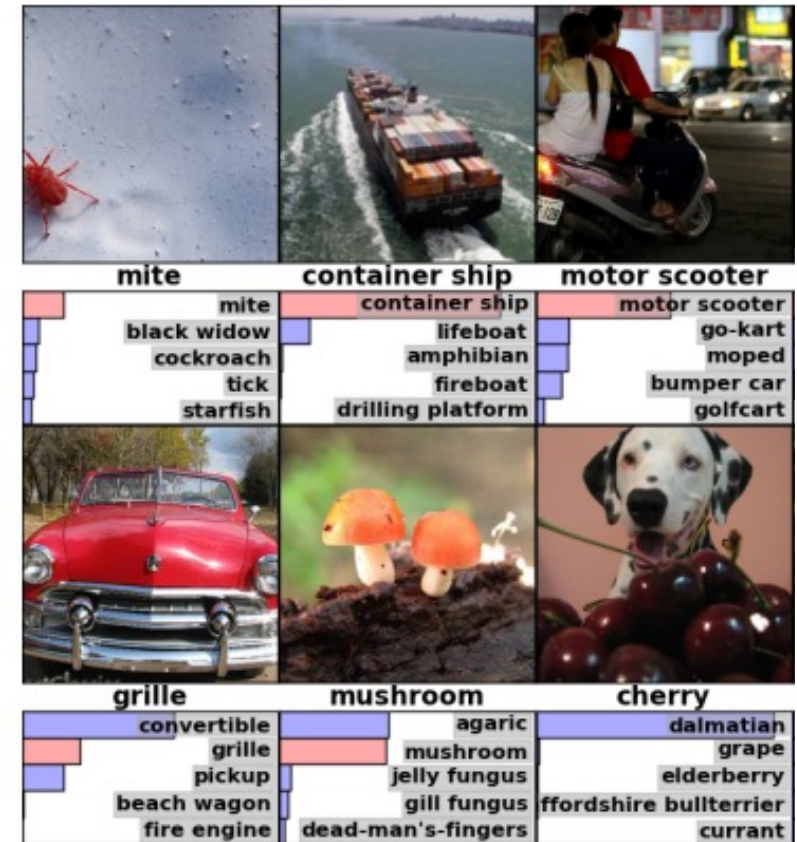 mite
container ship
motor scooter
mite
black widow
cockroach
tick
starfish
container ship
lifeboat
amphibian
fireboat
drilling platform
motor scooter
go-kart
moped
bumper car
golfcart
grille
mushroom
cherry
convertible
grille
pickup
beach wagon
fire engine
agaric
mushroom
jelly fungus
gill fungus
dead-man's-fingers
dalmatian
grape
elderberry
ffordshire bullterrier
currant